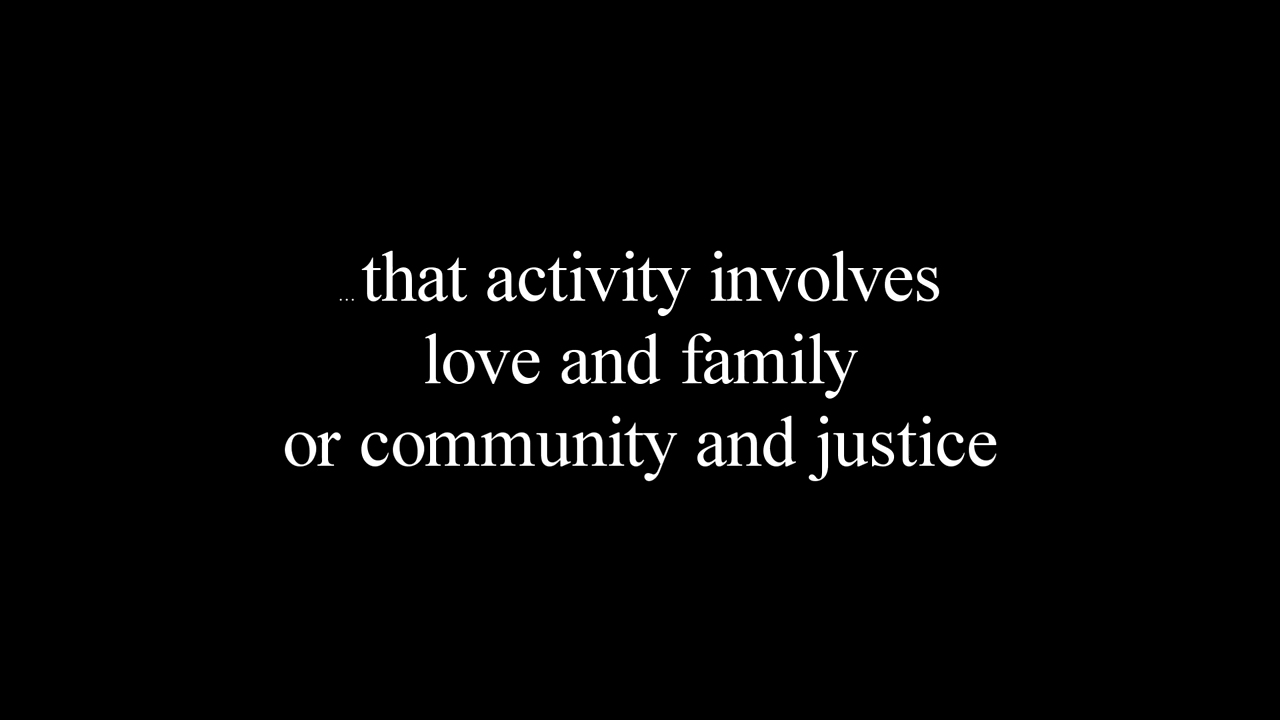 ... that activity involves
love and family
or community and justice